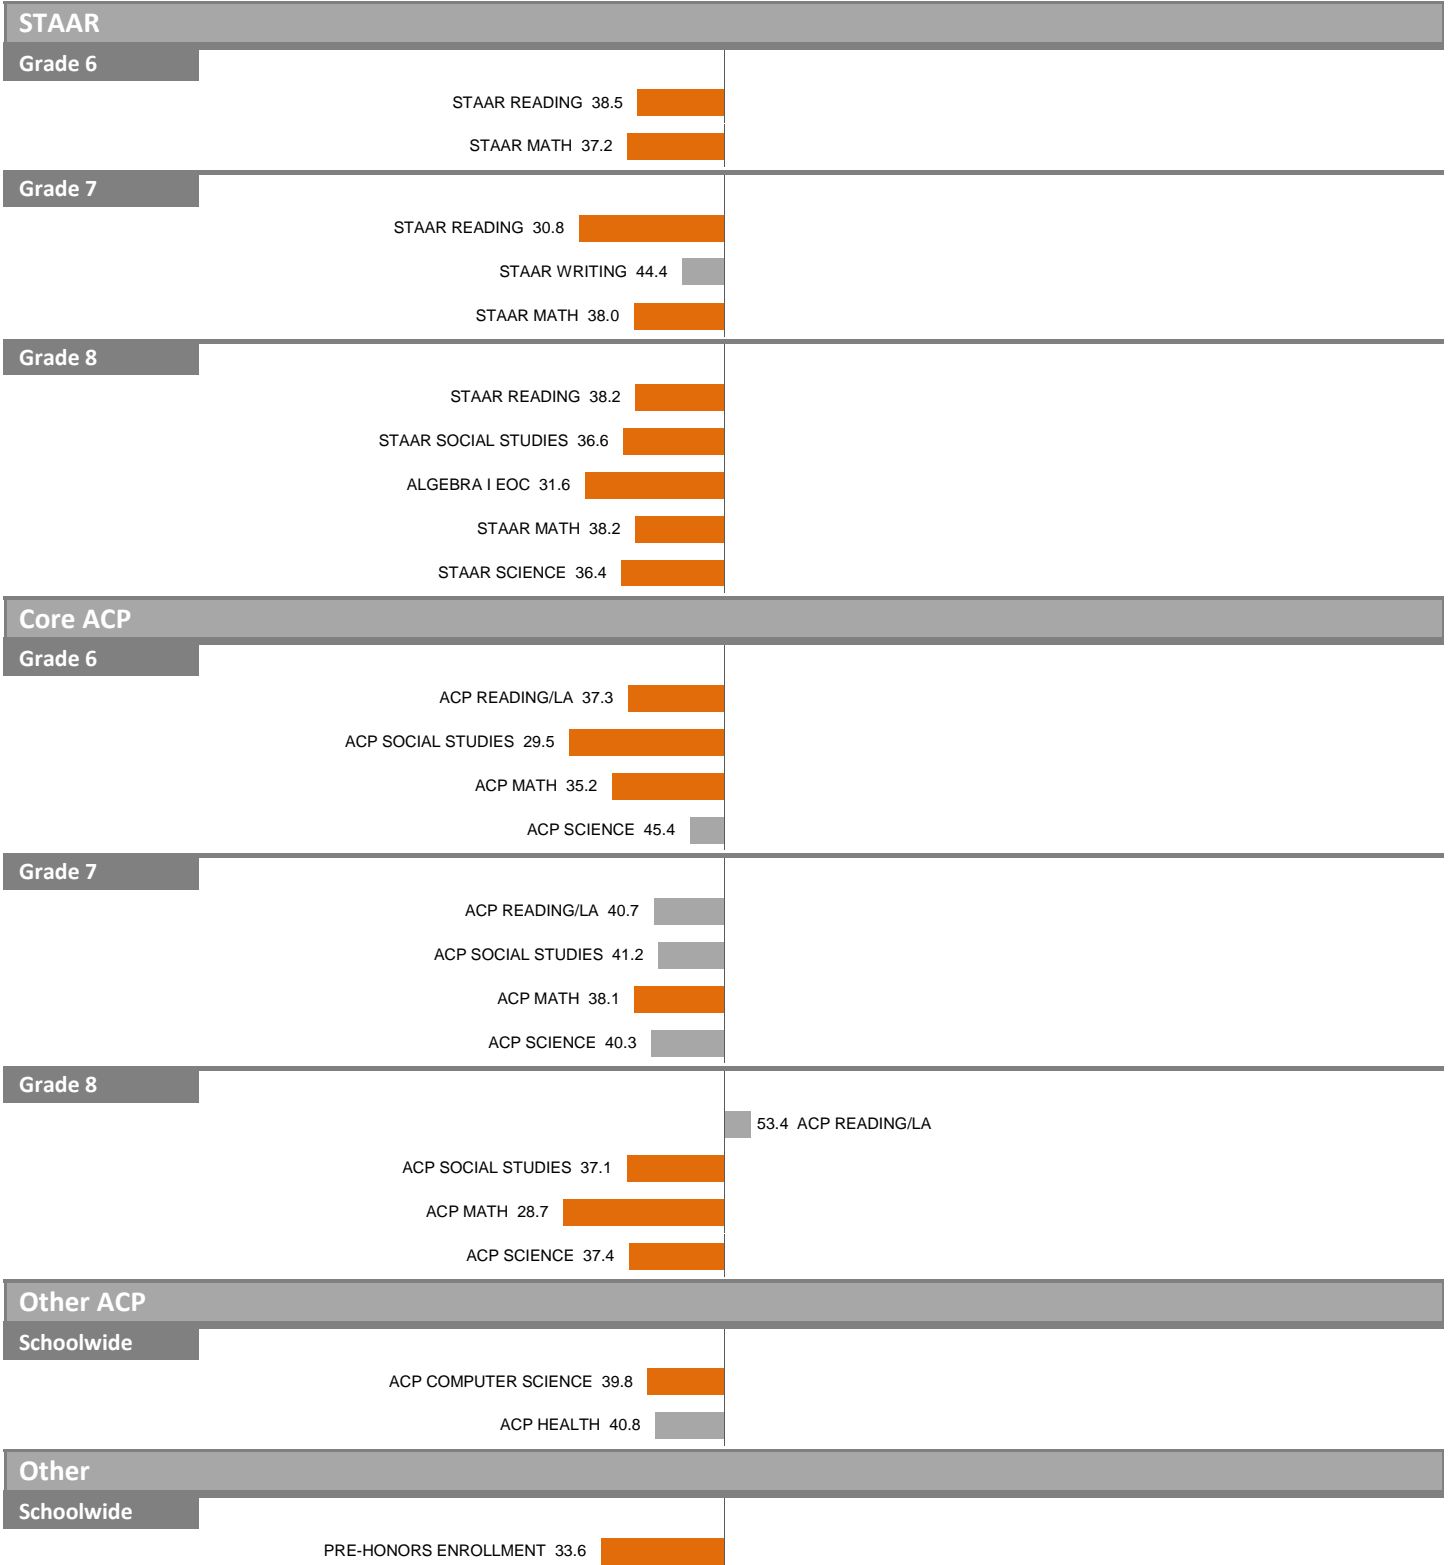 STAAR
Grade 6
STAAR READING 38.5
STAAR MATH 37.2
Grade 7
STAAR READING 30.8
STAAR WRITING 44.4
STAAR MATH 38.0
Grade 8
STAAR READING 38.2
STAAR SOCIAL STUDIES 36.6
ALGEBRA I EOC 31.6
STAAR MATH 38.2
STAAR SCIENCE 36.4
Core ACP
Grade 6
ACP READING/LA 37.3
ACP SOCIAL STUDIES 29.5
ACP MATH 35.2
ACP SCIENCE 45.4
Grade 7
ACP READING/LA 40.7
ACP SOCIAL STUDIES 41.2
ACP MATH 38.1
ACP SCIENCE 40.3
Grade 8
53.4 ACP READING/LA
ACP SOCIAL STUDIES 37.1
ACP MATH 28.7
ACP SCIENCE 37.4
Other ACP
Schoolwide
ACP COMPUTER SCIENCE 39.8
ACP HEALTH 40.8
Other
Schoolwide
PRE-HONORS ENROLLMENT 33.6